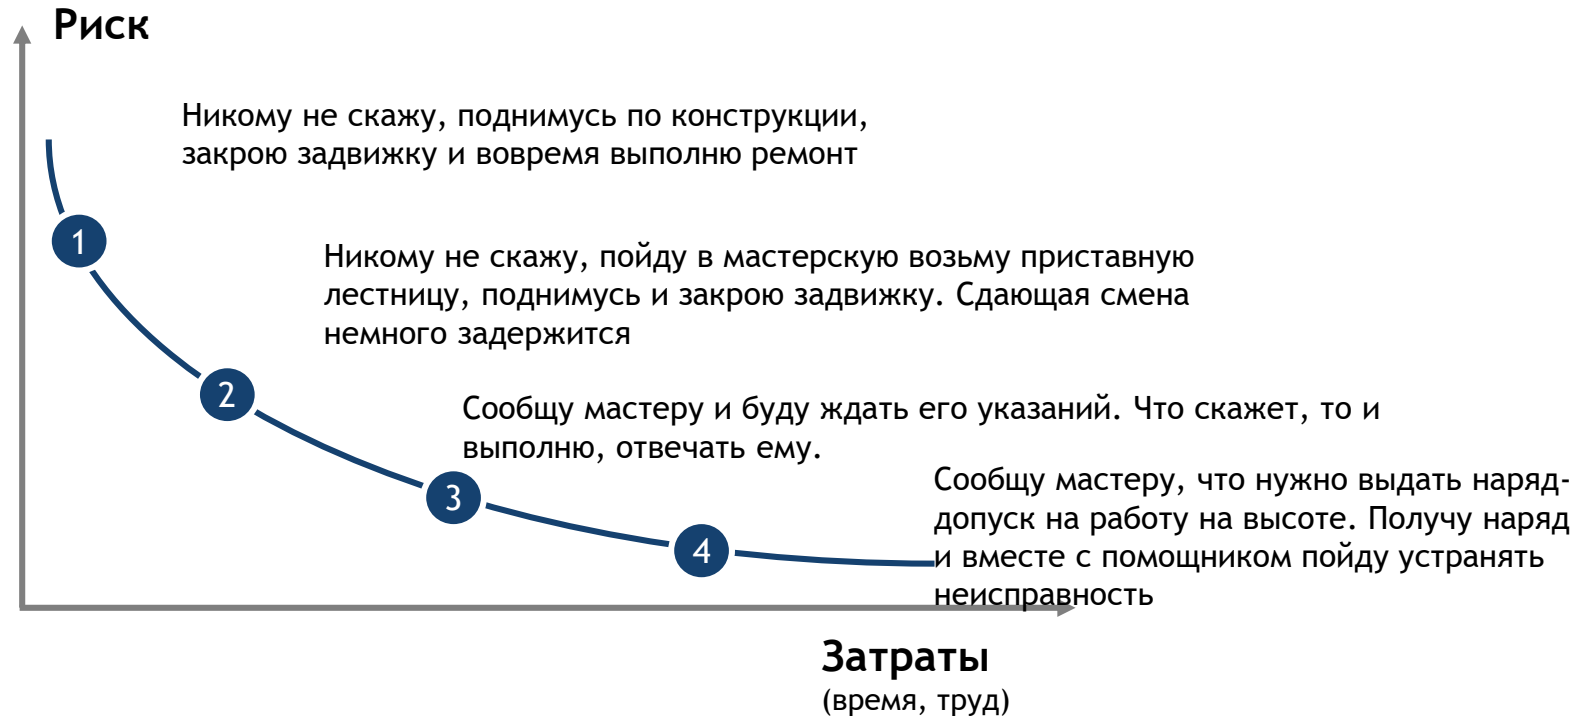 Риск
Никому не скажу, поднимусь по конструкции,
закрою задвижку и вовремя выполню ремонт
1
Никому не скажу, пойду в мастерскую возьму приставную
лестницу, поднимусь и закрою задвижку. Сдающая смена
немного задержится
2
Сообщу мастеру и буду ждать его указаний. Что скажет, то и
выполню, отвечать ему.
3
Сообщу мастеру, что нужно выдать наряд-
допуск на работу на высоте. Получу наряд
и вместе с помощником пойду устранять
неисправность
4
Затраты
(время, труд)